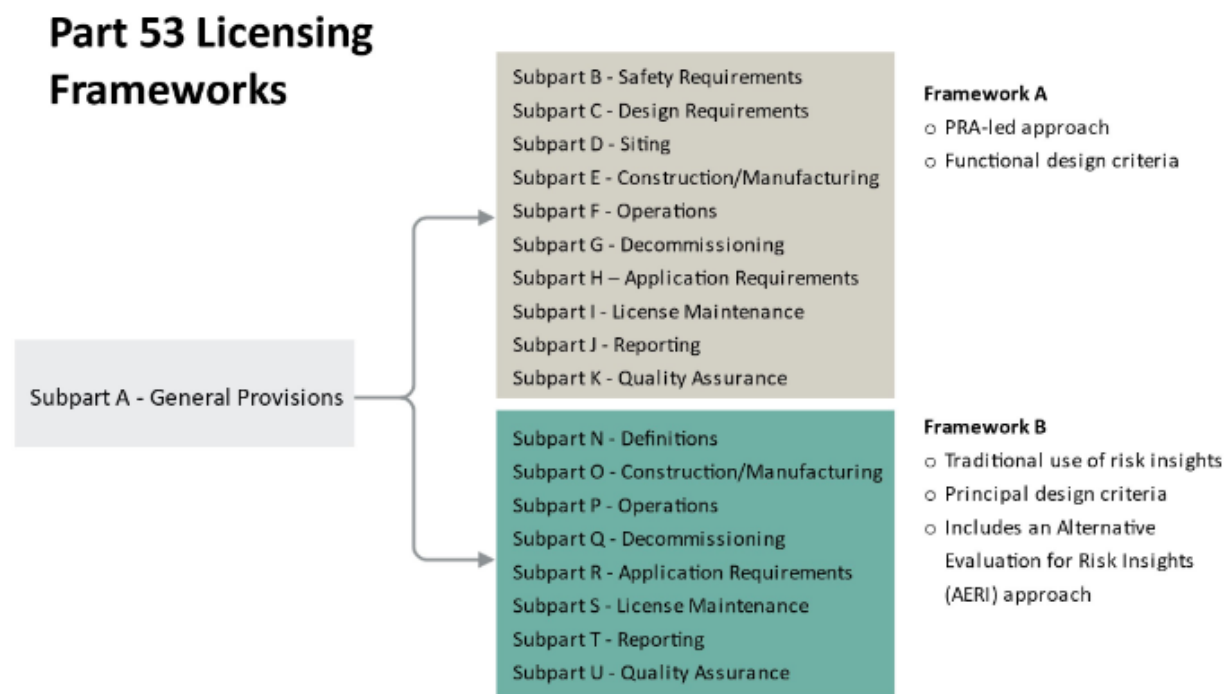 Part 53 Licensing
Frameworks
Subpart A - General Provisions
Subpart B - Safety Requirements
Subpart C - Design Requirements
Subpart D - Siting
Subpart E - Construction/Manufacturing
Subpart F - Operations
Subpart G - Decommissioning
Subpart H – Application Requirements
Subpart I - License Maintenance
Subpart J - Reporting
Subpart K - Quality Assurance
Framework A
o PRA-led approach
o Functional design criteria
Subpart N - Definitions
Subpart O - Construction/Manufacturing
Subpart P - Operations
Subpart Q - Decommissioning
Subpart R - Application Requirements
Subpart S - License Maintenance
Subpart T - Reporting
Subpart U - Quality Assurance
Framework B
o Traditional use of risk insights
o Principal design criteria
o Includes an Alternative
Evaluation for Risk Insights
(AERI) approach